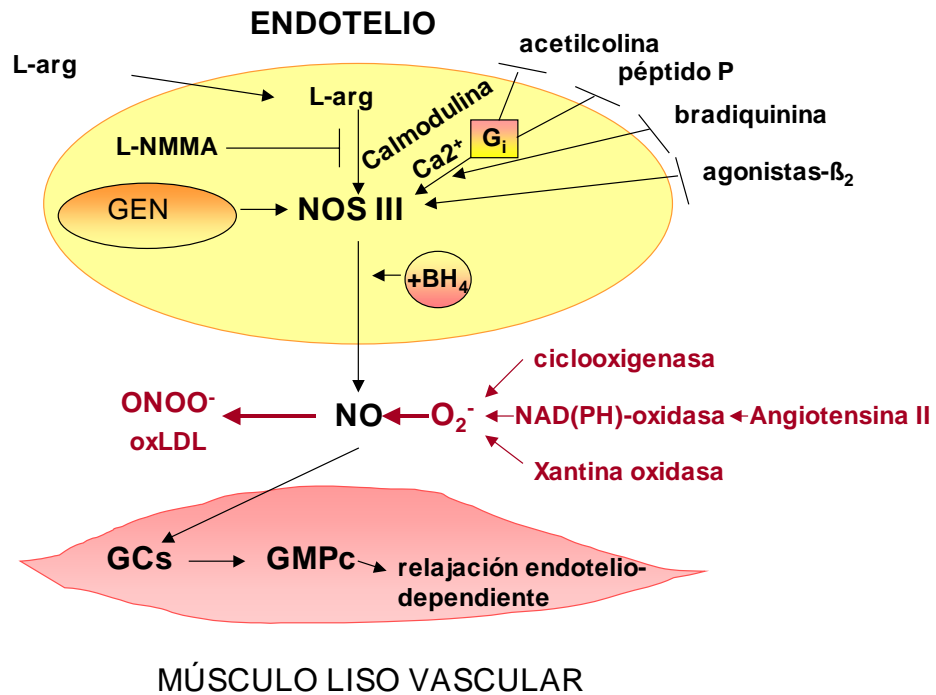 ENDOTELIO
acetilcolina
L-arg
péptido P
L-arg
Calmodulina
bradiquinina
L-NMMA
Ca2⁺
Gᵢ
agonistas-ß₂
GEN
NOS III
+BH₄
ciclooxigenasa
ONOO⁻
NO
O₂⁻
NAD(PH)-oxidasa
Angiotensina II
oxLDL
Xantina oxidasa
GCs
GMPc
relajación endotelio-
dependiente
MÚSCULO LISO VASCULAR